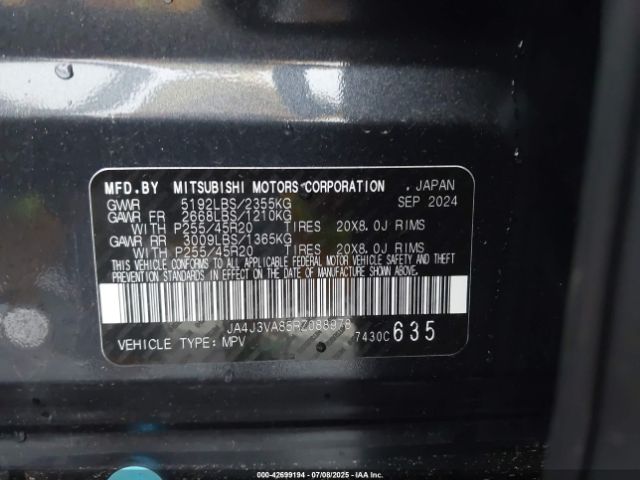 MFD.BY MITSUBISHI MOTORS CORPORATION , JAPAN
GVWR 5192LBS/2355KG SEP 2024
GAWR FR 2668LBS/1210KG
WITH P255/45R20 TIRES 20X8.0J RIMS
GAWR RR 3009LBS/1365KG
WITH P255/45R20 TIRES 20X8.0J RIMS
THIS VEHICLE CONFORMS TO ALL APPLICABLE FEDERAL MOTOR VEHICLE SAFETY AND THEFT
PREVENTION STANDARDS IN EFFECT ON THE DATE OF MANUFACTURE SHOWN ABOVE.
JA4J3VA85RZ088978
VEHICLE TYPE: MPV 7430C 635
000-42699194 - 07/08/2025 - IAAI Corp.